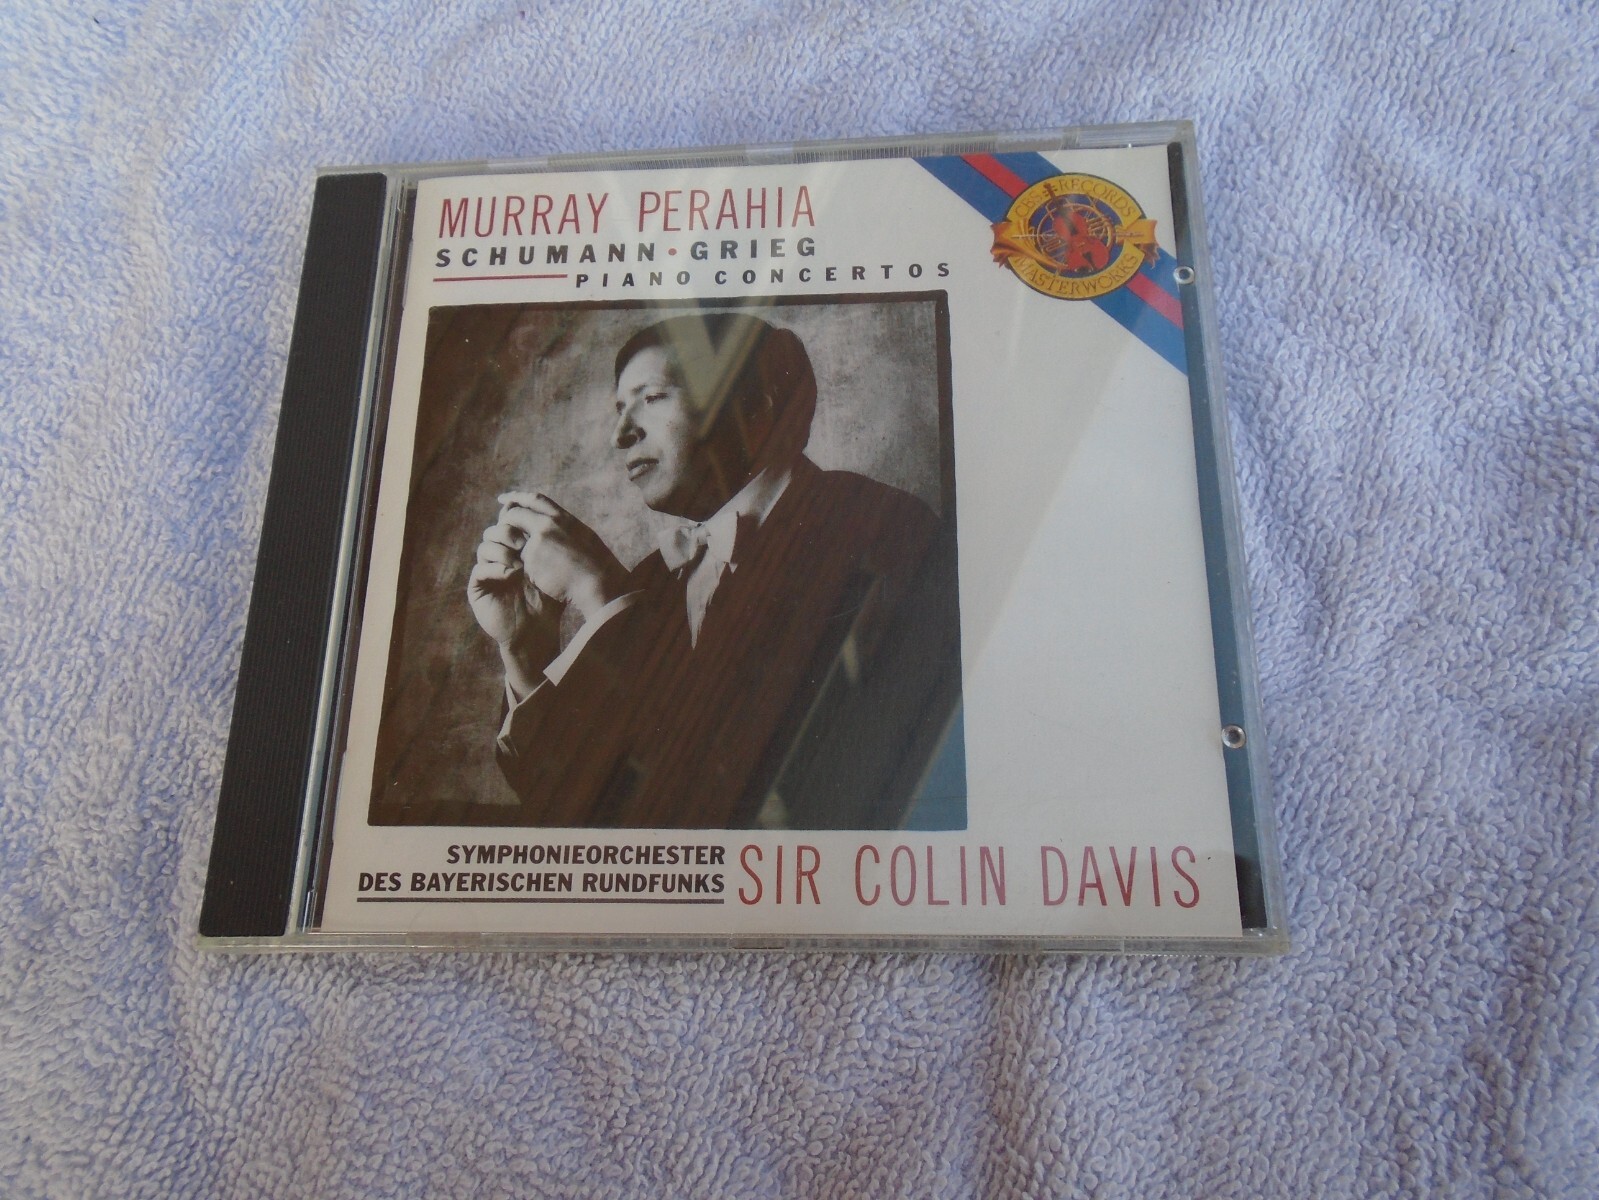 MURRAY PERAHIA
SCHUMANN · GRIEG
PIANO CONCERTOS
CBS RECORDS
MASTERWORKS
SYMPHONIEORCHESTER
DES BAYERISCHEN RUNDFUNKS
SIR COLIN DAVIS